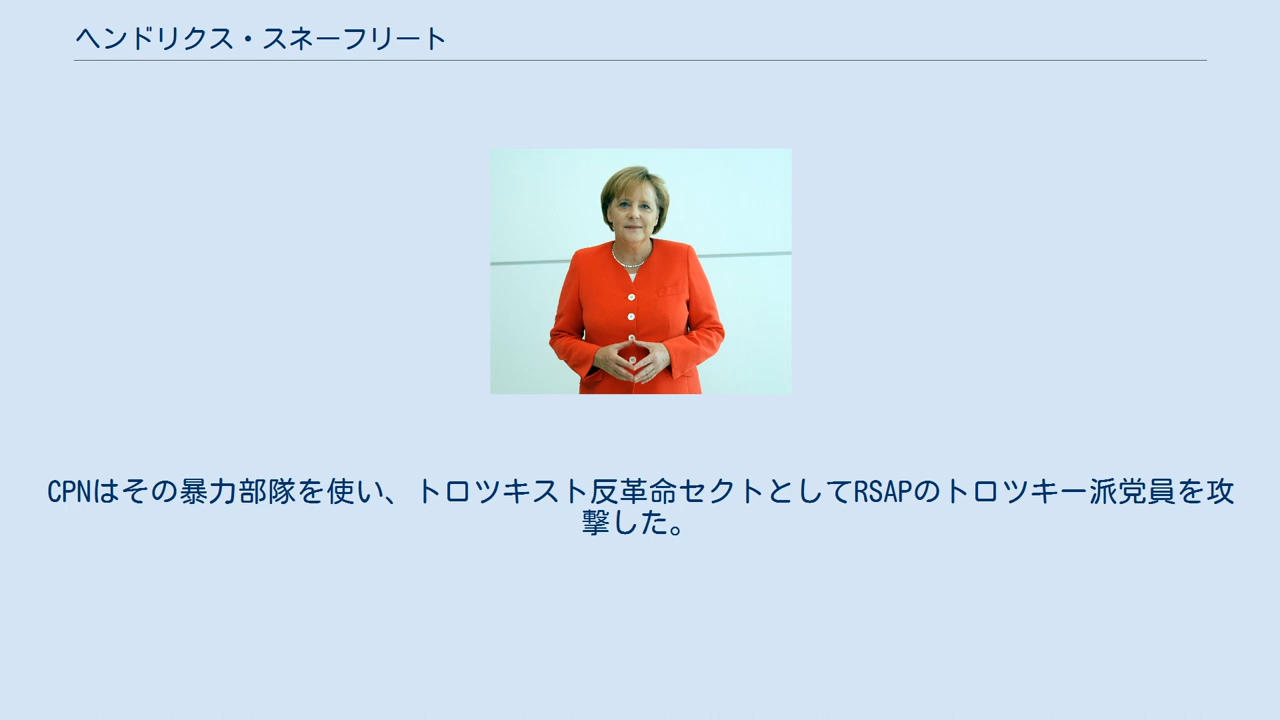 ヘンドリクス・スネーフリート
CPNはその暴力部隊を使い、トロツキスト反革命セクトとしてRSAPのトロツキー派党員を攻
撃した。